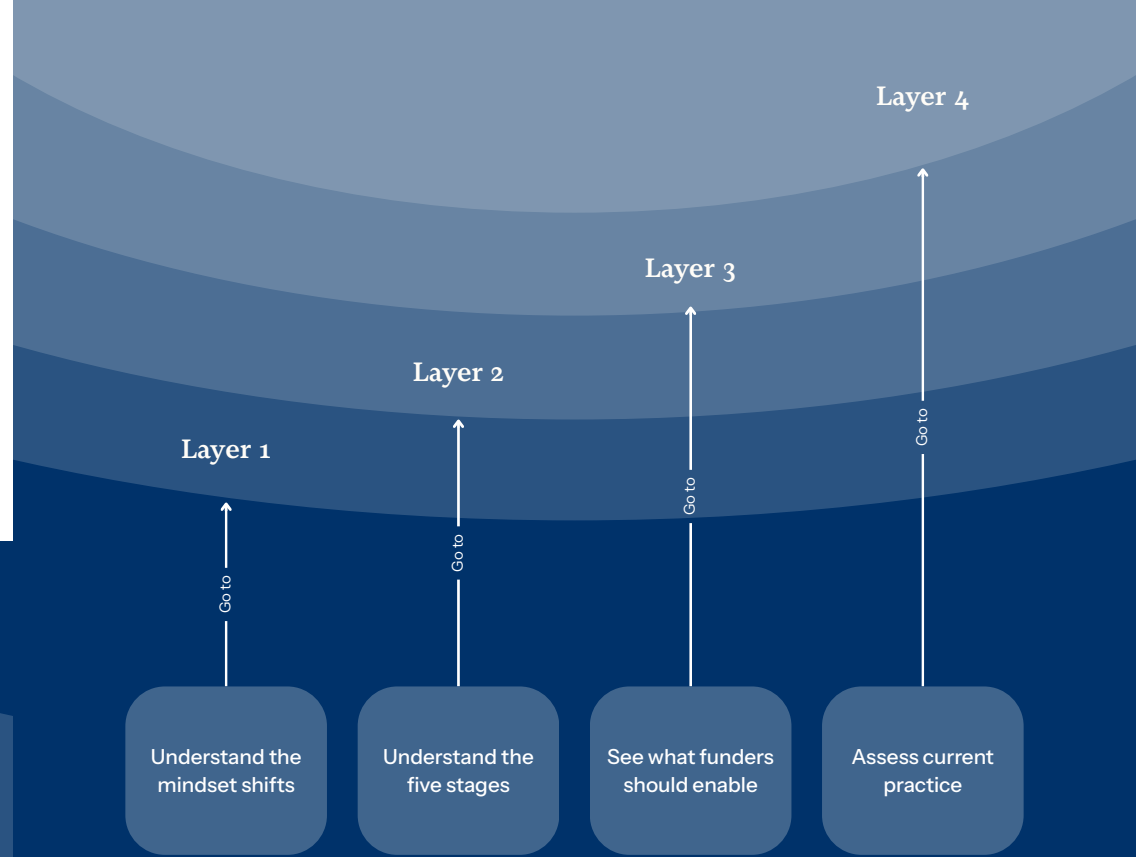 Layer 4
Layer 3
Layer 2
Layer 1
Go to
Go to
Go to
Go to
Understand the
mindset shifts
Understand the
five stages
See what funders
should enable
Assess current
practice